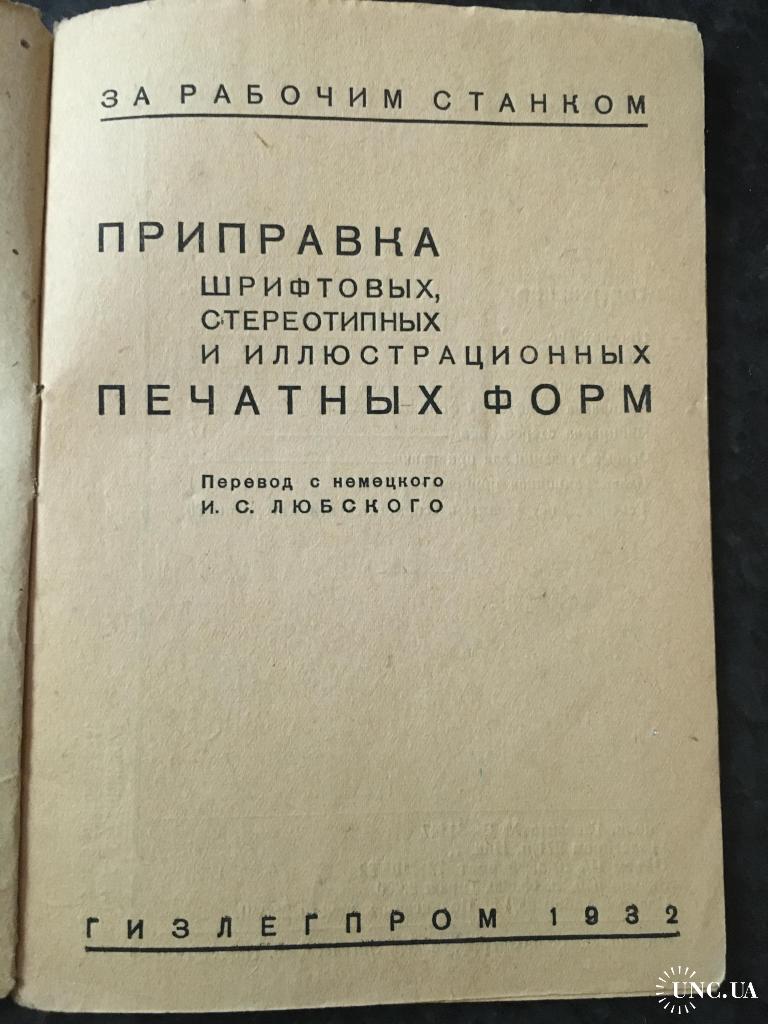 ЗА РАБОЧИМ СТАНКОМ
ПРИПРАВКА
ШРИФТОВЫХ,
СТЕРЕОТИПНЫХ
И ИЛЛЮСТРАЦИОННЫХ
ПЕЧАТНЫХ ФОРМ
Перевод с немецкого
И. С. ЛЮБСКОГО
ГИЗЛЕГПРОМ 1932
UNC.UA